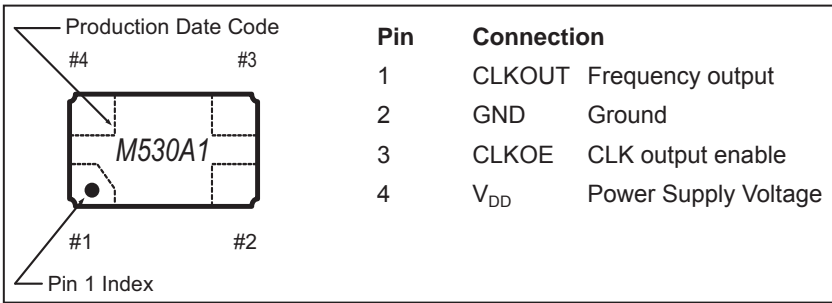 Production Date Code
#4 #3
M530A1
#1 #2
Pin 1 Index
Pin Connection
1 CLKOUT Frequency output
2 GND Ground
3 CLKOE CLK output enable
4 VDD Power Supply Voltage